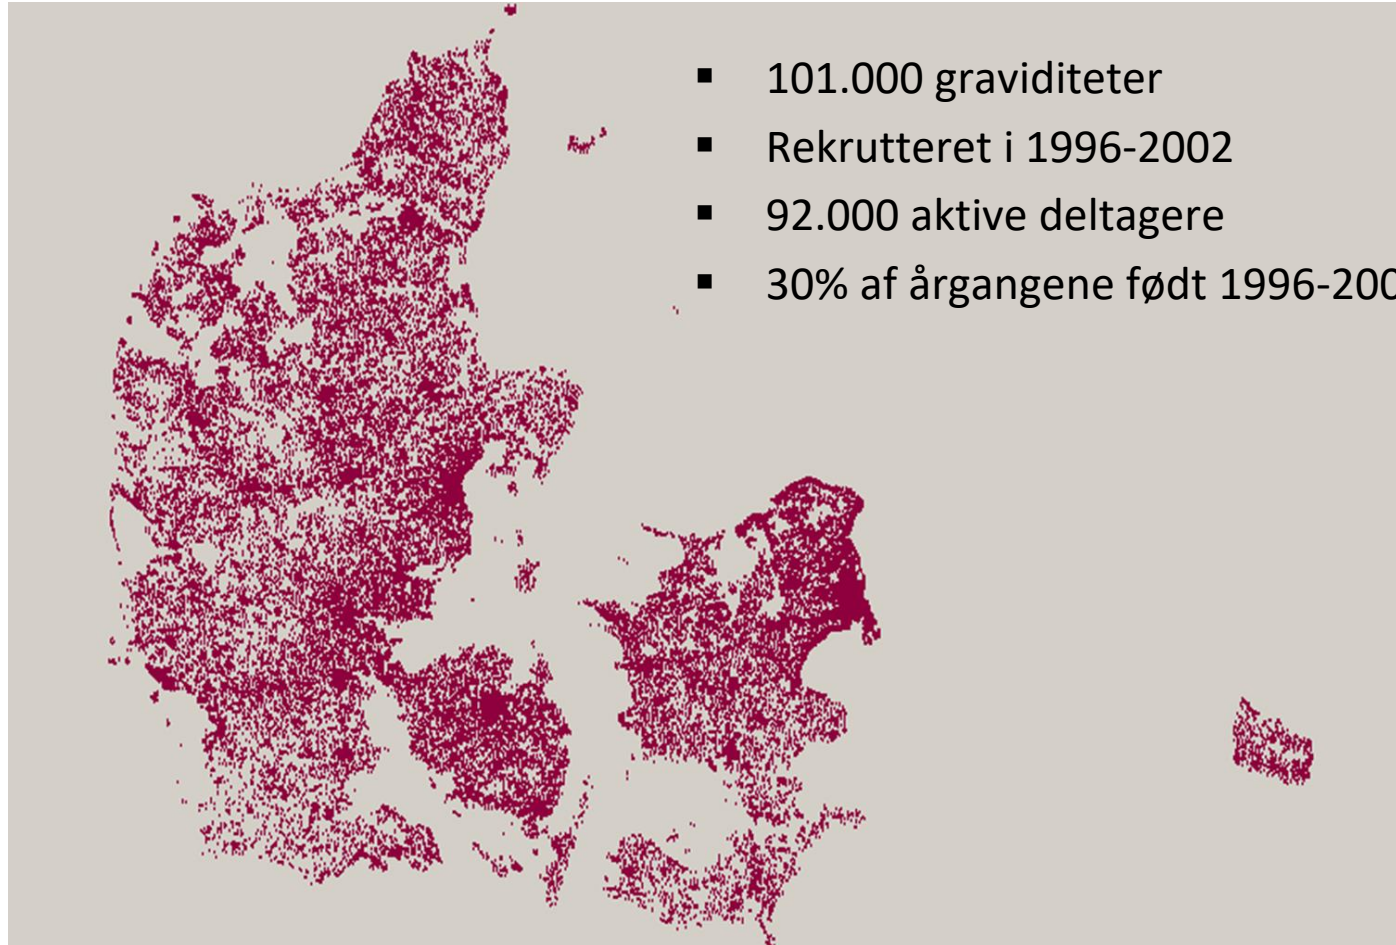 ▪ 101.000 graviditeter
▪ Rekrutteret i 1996-2002
▪ 92.000 aktive deltagere
▪ 30% af årgangene født 1996-200